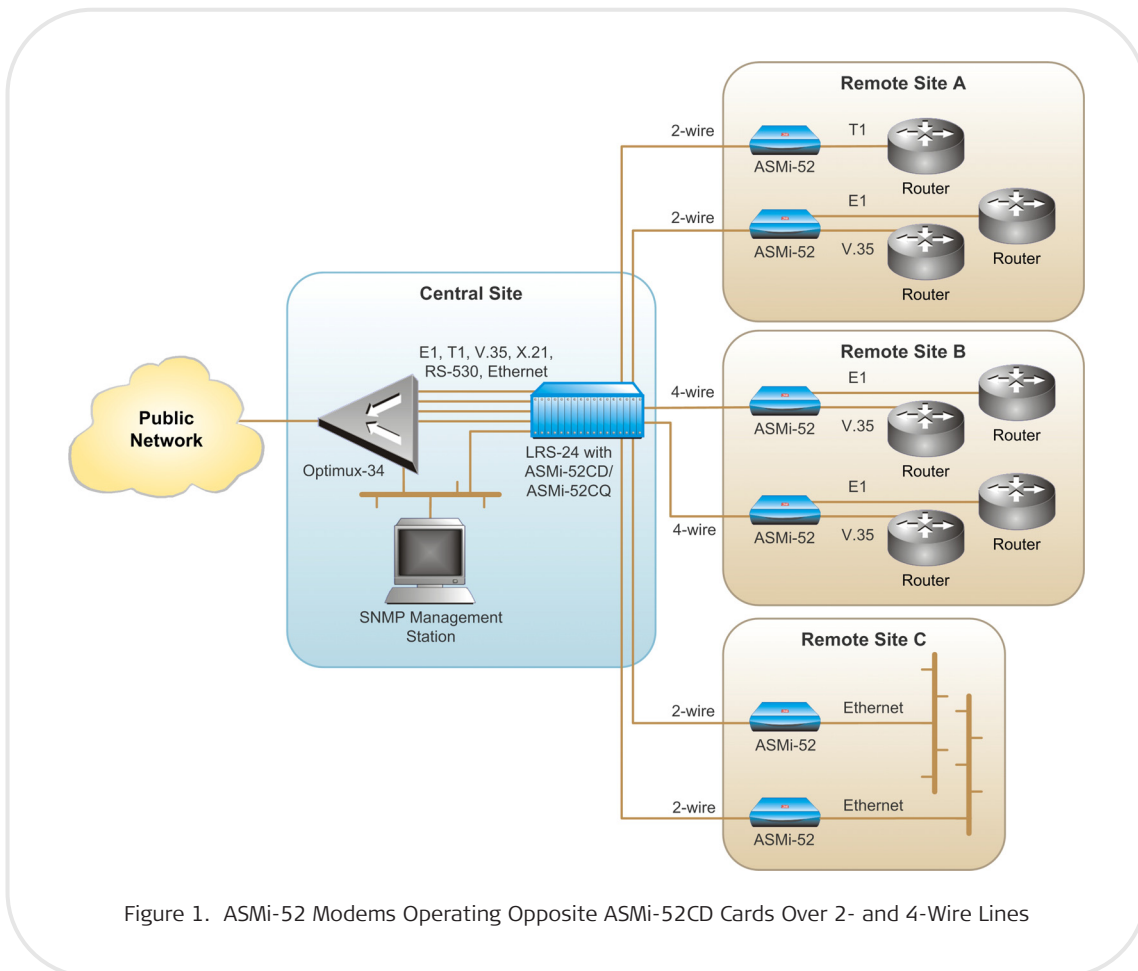 Remote Site A
2-wire
T1
ASMi-52
Router
E1
2-wire
V.35
ASMi-52
Router
Router
Central Site
E1, T1, V.35, X.21,
RS-530, Ethernet
Public
Network
Optimux-34
LRS-24 with
ASMi-52CD/
ASMi-52CQ
SNMP Management
Station
Remote Site B
4-wire
E1
V.35
ASMi-52
Router
Router
E1
4-wire
V.35
ASMi-52
Router
Router
Remote Site C
2-wire
Ethernet
ASMi-52
2-wire
Ethernet
ASMi-52
Figure 1. ASMi-52 Modems Operating Opposite ASMi-52CD Cards Over 2- and 4-Wire Lines